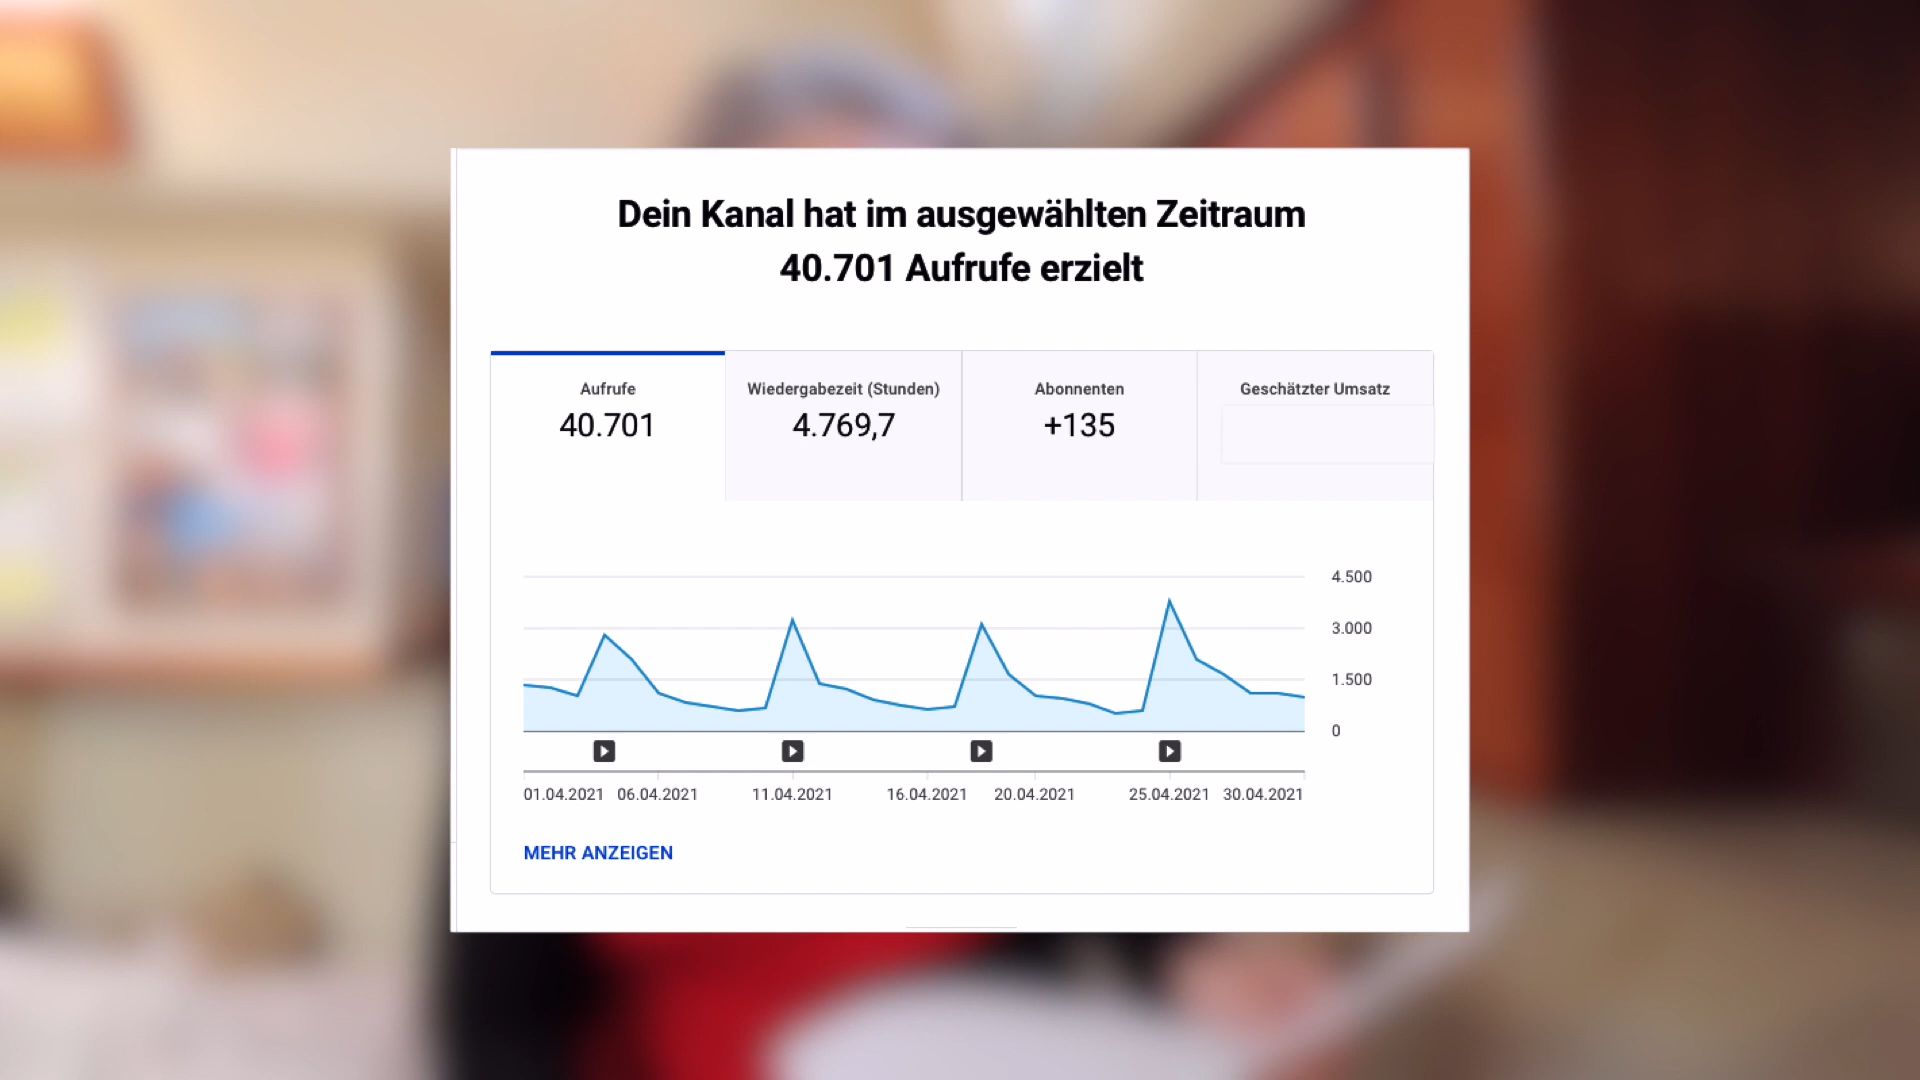 Dein Kanal hat im ausgewählten Zeitraum
40.701 Aufrufe erzielt
Aufrufe
40.701
Wiedergabezeit (Stunden)
4.769,7
Abonnenten
+135
Geschätzter Umsatz
4.500
3.000
1.500
0
01.04.2021 06.04.2021 11.04.2021 16.04.2021 20.04.2021 25.04.2021 30.04.2021
MEHR ANZEIGEN